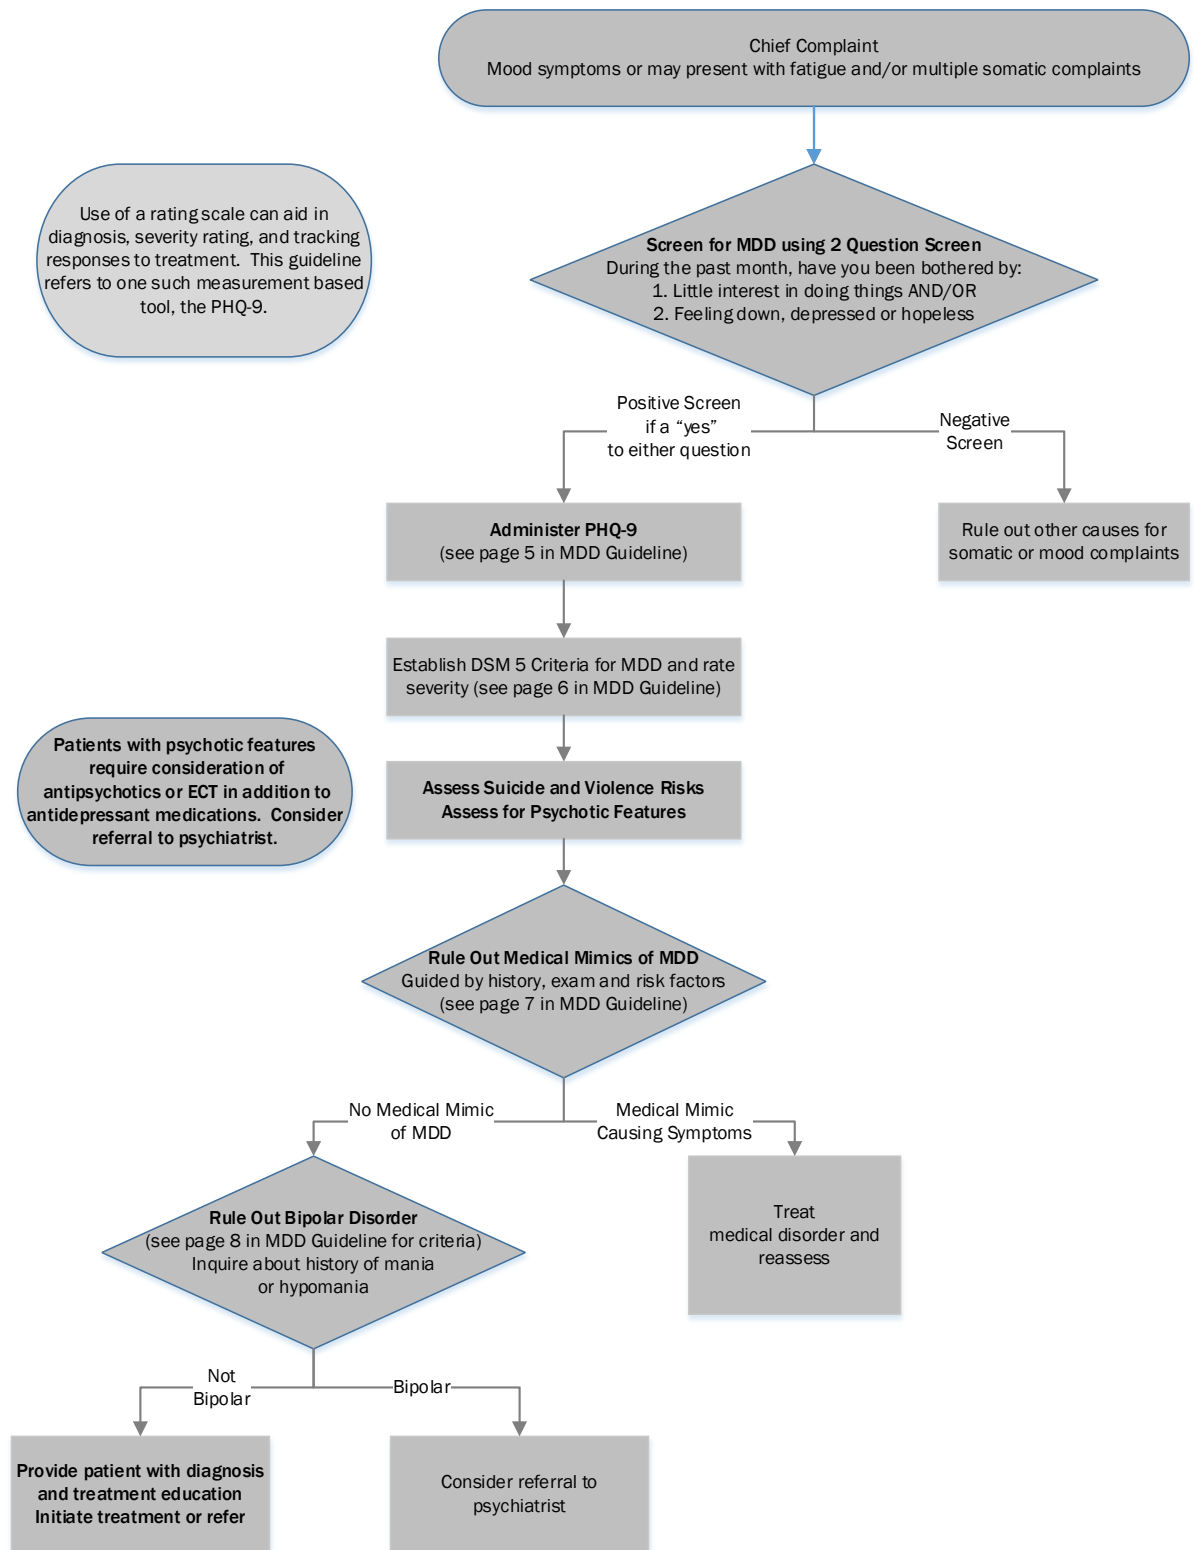 Chief Complaint
Mood symptoms or may present with fatigue and/or multiple somatic complaints
Use of a rating scale can aid in
diagnosis, severity rating, and tracking
responses to treatment.  This guideline
refers to one such measurement based
tool, the PHQ-9.
Screen for MDD using 2 Question Screen
During the past month, have you been bothered by:
1. Little interest in doing things AND/OR
2. Feeling down, depressed or hopeless
Positive Screen
if a “yes”
to either question
Negative
Screen
Administer PHQ-9
(see page 5 in MDD Guideline)
Rule out other causes for
somatic or mood complaints
Establish DSM 5 Criteria for MDD and rate
severity (see page 6 in MDD Guideline)
Patients with psychotic features
require consideration of
antipsychotics or ECT in addition to
antidepressant medications.  Consider
referral to psychiatrist.
Assess Suicide and Violence Risks
Assess for Psychotic Features
Rule Out Medical Mimics of MDD
Guided by history, exam and risk factors
(see page 7 in MDD Guideline)
No Medical Mimic
of MDD
Medical Mimic
Causing Symptoms
Rule Out Bipolar Disorder
(see page 8 in MDD Guideline for criteria)
Inquire about history of mania
or hypomania
Treat
medical disorder and
reassess
Not
Bipolar
Bipolar
Provide patient with diagnosis
and treatment education
Initiate treatment or refer
Consider referral to
psychiatrist